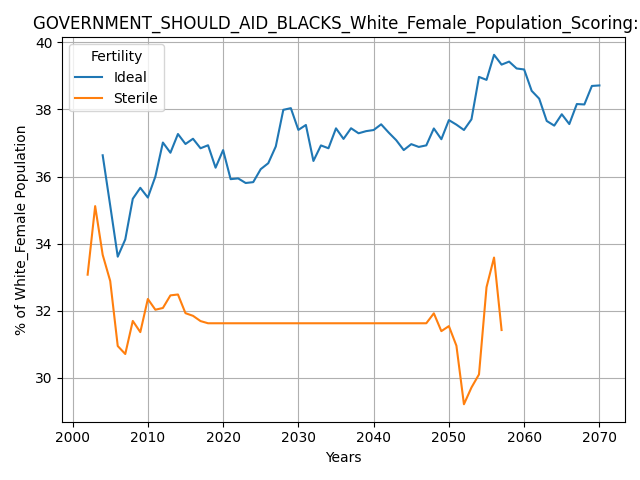 GOVERNMENT_SHOULD_AID_BLACKS_White_Female_Population_Scoring:
Fertility
Ideal
Sterile
% of White_Female Population
40
38
36
34
32
30
2000 2010 2020 2030 2040 2050 2060 2070
Years